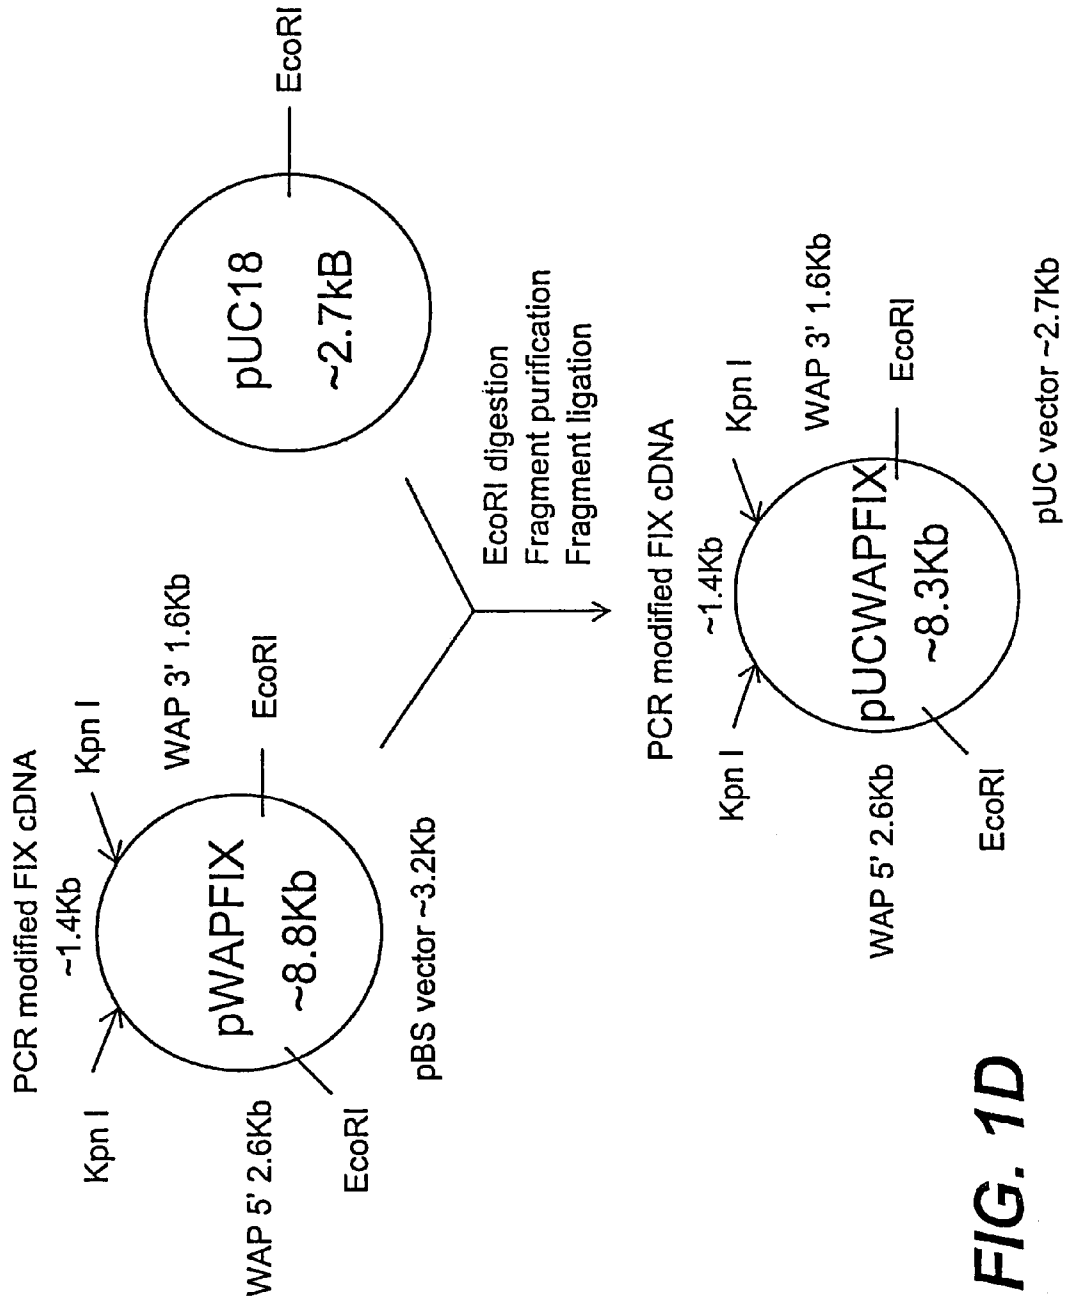 PCR modified FIX cDNA
~1.4Kb
Kpn I
Kpn I
WAP 5' 2.6Kb
WAP 3' 1.6Kb
pWAPFIX
~8.8Kb
EcoRI
EcoRI
pBS vector ~3.2Kb
pUC18
~2.7kB
EcoRI
EcoRI digestion
Fragment purification
Fragment ligation
PCR modified FIX cDNA
~1.4Kb
Kpn I
Kpn I
WAP 5' 2.6Kb
WAP 3' 1.6Kb
pUCWAPFIX
~8.3Kb
EcoRI
EcoRI
pUC vector ~2.7Kb
FIG. 1D